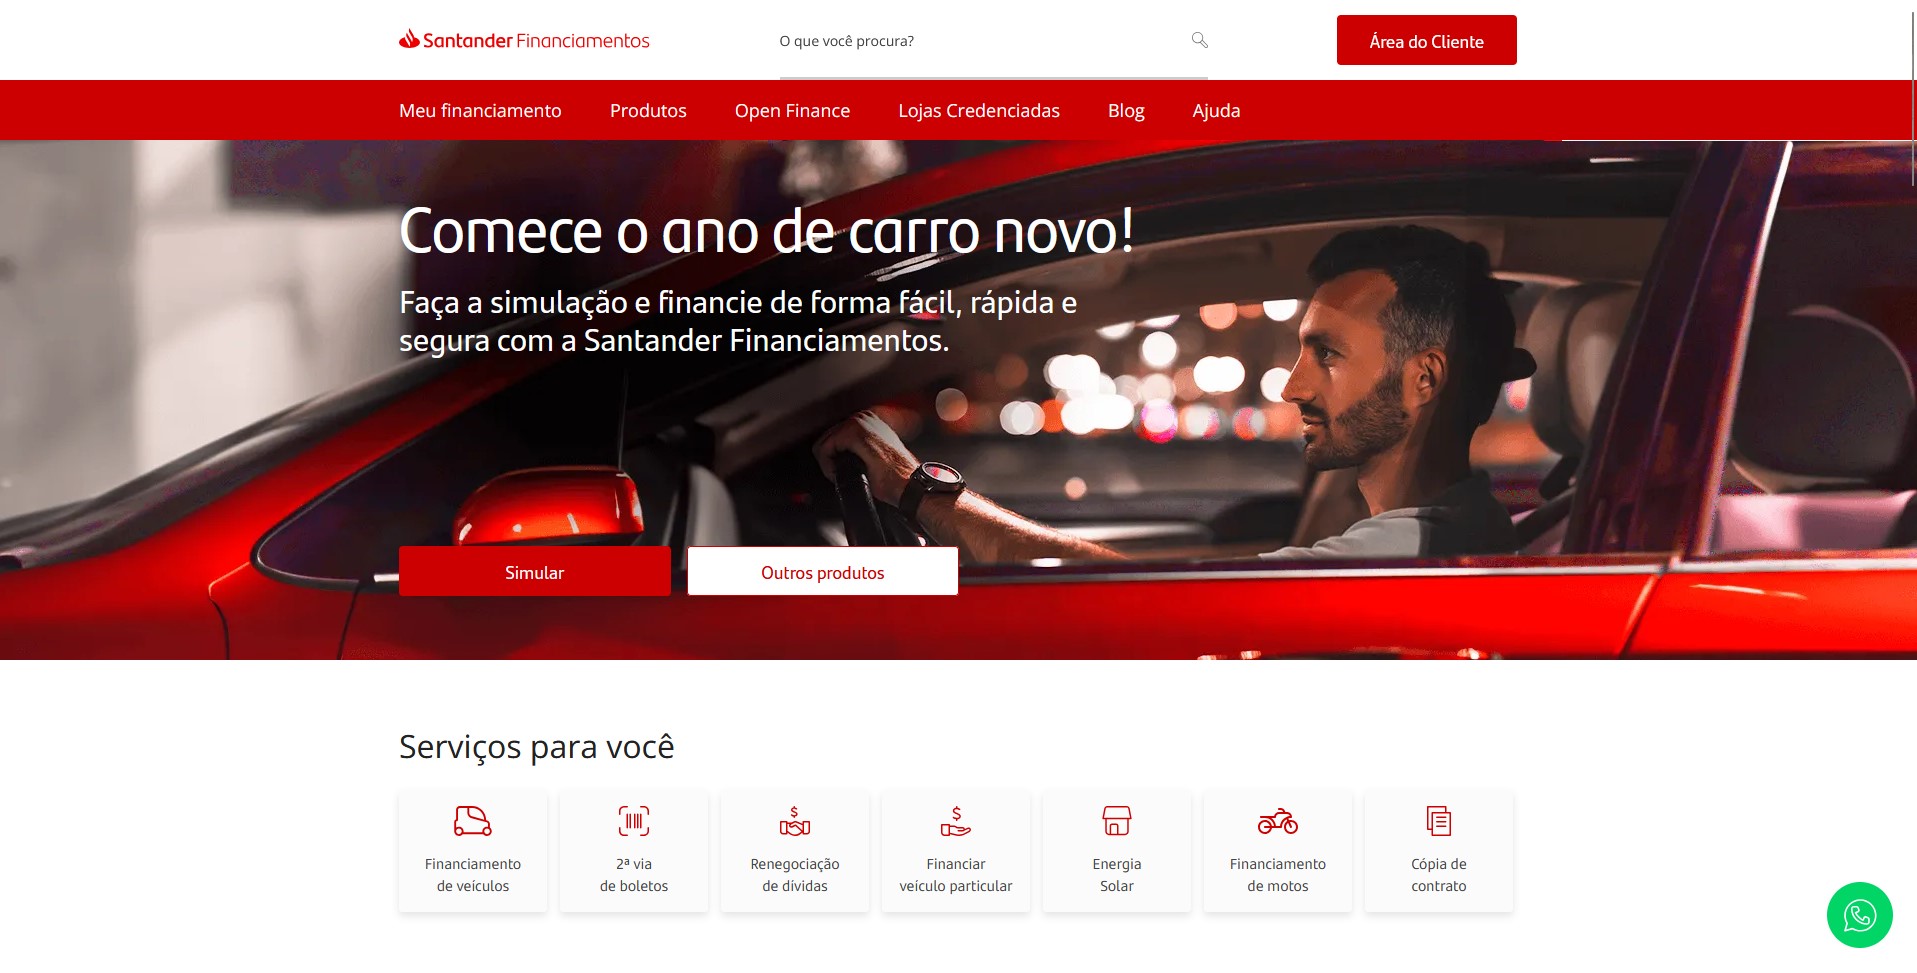 Santander Financiamentos
O que você procura?
Área do Cliente
Meu financiamento
Produtos
Open Finance
Lojas Credenciadas
Blog
Ajuda
Comece o ano de carro novo!
Faça a simulação e financie de forma fácil, rápida e
segura com a Santander Financiamentos.
Simular
Outros produtos
Serviços para você
Financiamento
de veículos
2ª via
de boletos
Renegociação
de dívidas
Financiar
veículo particular
Energia
Solar
Financiamento
de motos
Cópia de
contrato